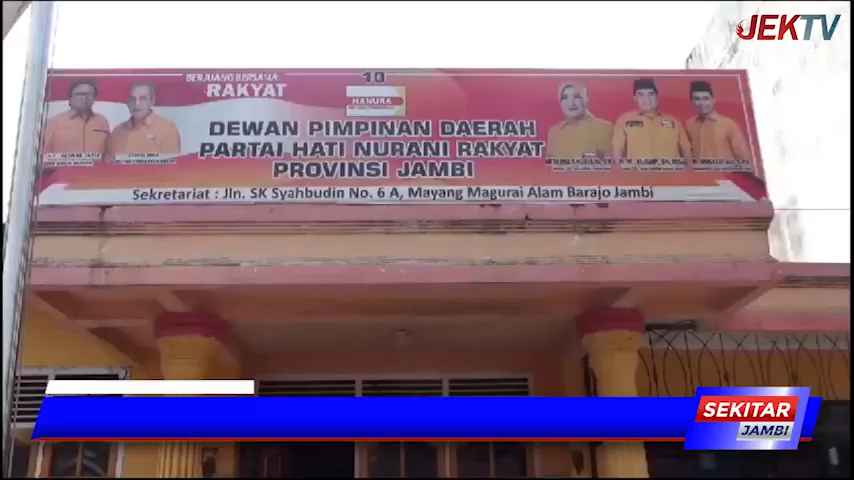 JEKTV
BERJUANG BERSAMA
RAKYAT
10
HANURA
DEWAN PIMPINAN DAERAH
PARTAI HATI NURANI RAKYAT
PROVINSI JAMBI
Sekretariat : Jln. SK Syahbudin No. 6 A, Mayang Magurai Alam Barajo Jambi
SEKITAR
JAMBI